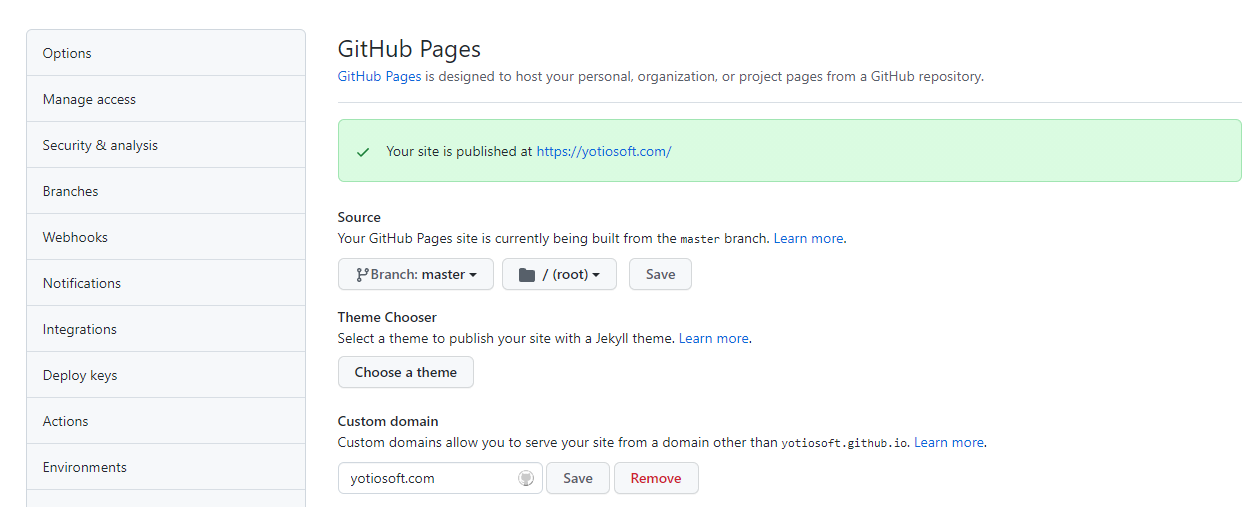 Options
Manage access
Security & analysis
Branches
Webhooks
Notifications
Integrations
Deploy keys
Actions
Environments
GitHub Pages
GitHub Pages is designed to host your personal, organization, or project pages from a GitHub repository.
Your site is published at https://yotiosoft.com/
Source
Your GitHub Pages site is currently being built from the master branch. Learn more.
Branch: master
/ (root)
Save
Theme Chooser
Select a theme to publish your site with a Jekyll theme. Learn more.
Choose a theme
Custom domain
Custom domains allow you to serve your site from a domain other than yotiosoft.github.io. Learn more.
yotiosoft.com
Save
Remove